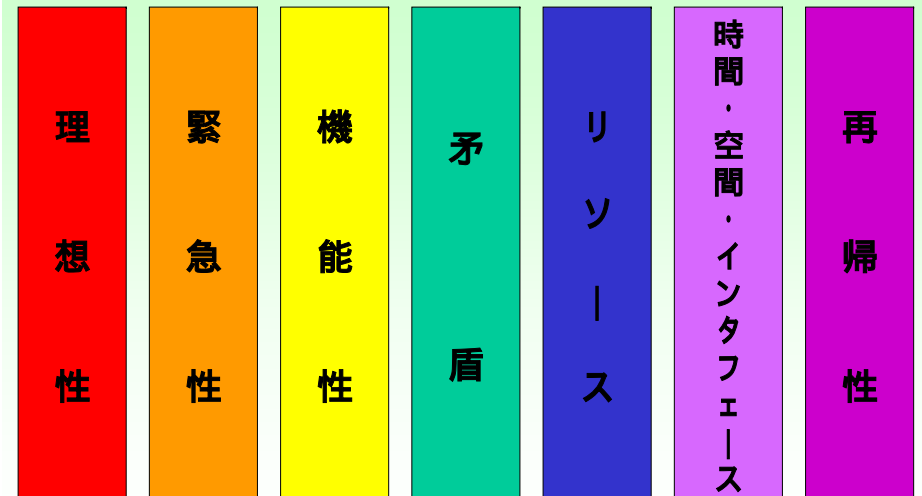 理想性
緊急性
機能性
矛盾
リソース
時間・空間・インタフェース
再帰性